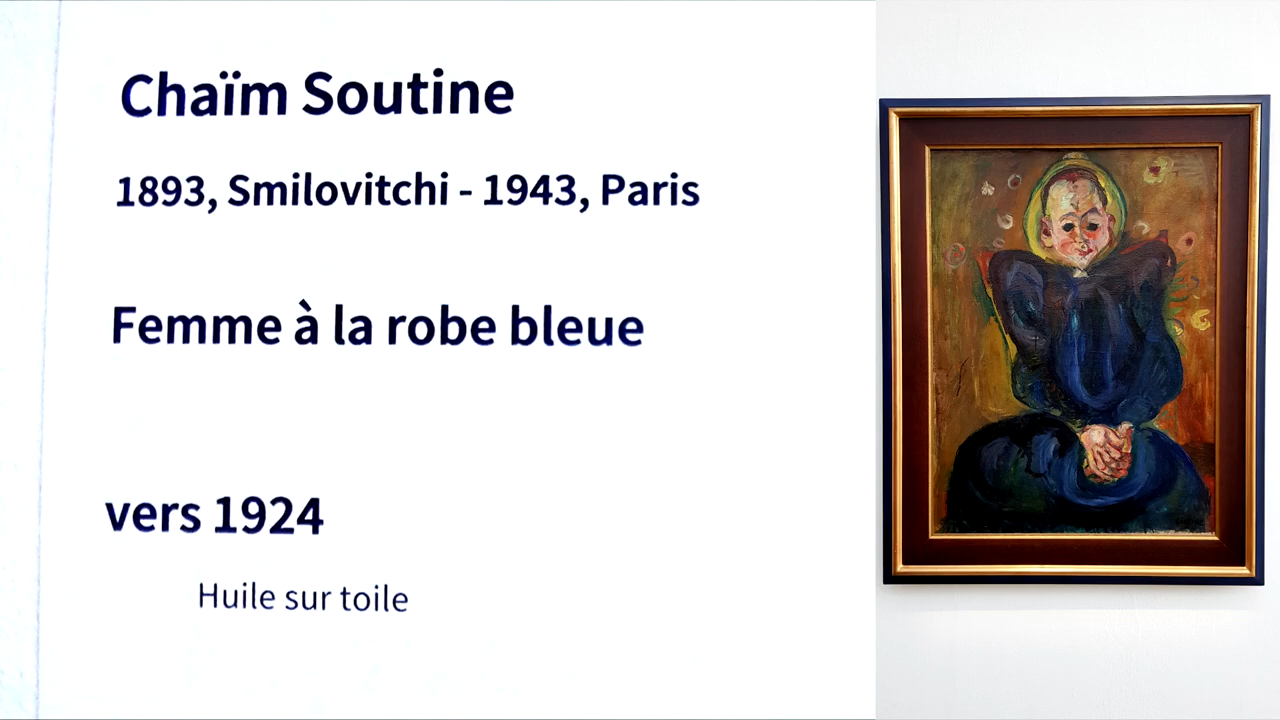 Chaïm Soutine
1893, Smilovitchi - 1943, Paris
Femme à la robe bleue
vers 1924
Huile sur toile